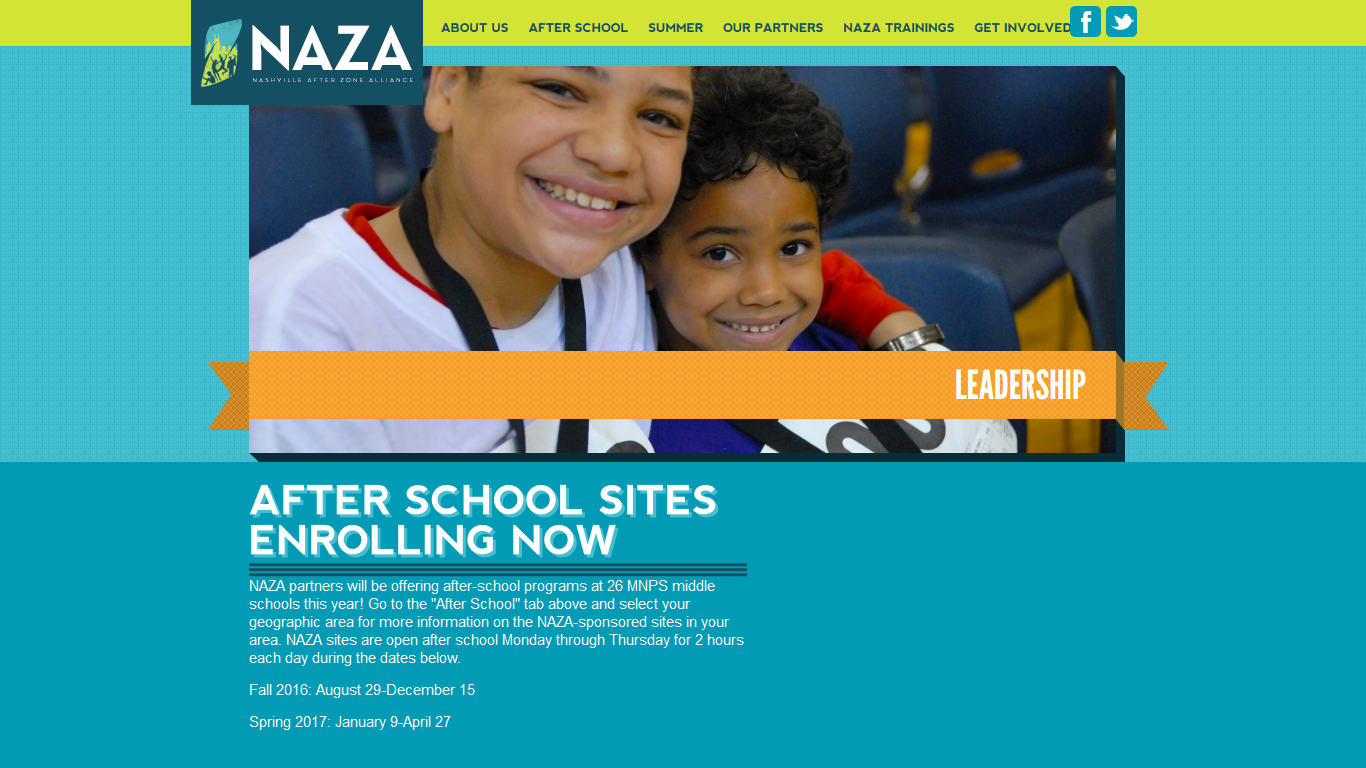 NAZA
NASHVILLE AFTER ZONE ALLIANCE
ABOUT US AFTER SCHOOL SUMMER OUR PARTNERS NAZA TRAININGS GET INVOLVED
LEADERSHIP
AFTER SCHOOL SITES
ENROLLING NOW
NAZA partners will be offering after-school programs at 26 MNPS middle
schools this year! Go to the "After School" tab above and select your
geographic area for more information on the NAZA-sponsored sites in your
area. NAZA sites are open after school Monday through Thursday for 2 hours
each day during the dates below.
Fall 2016: August 29-December 15
Spring 2017: January 9-April 27